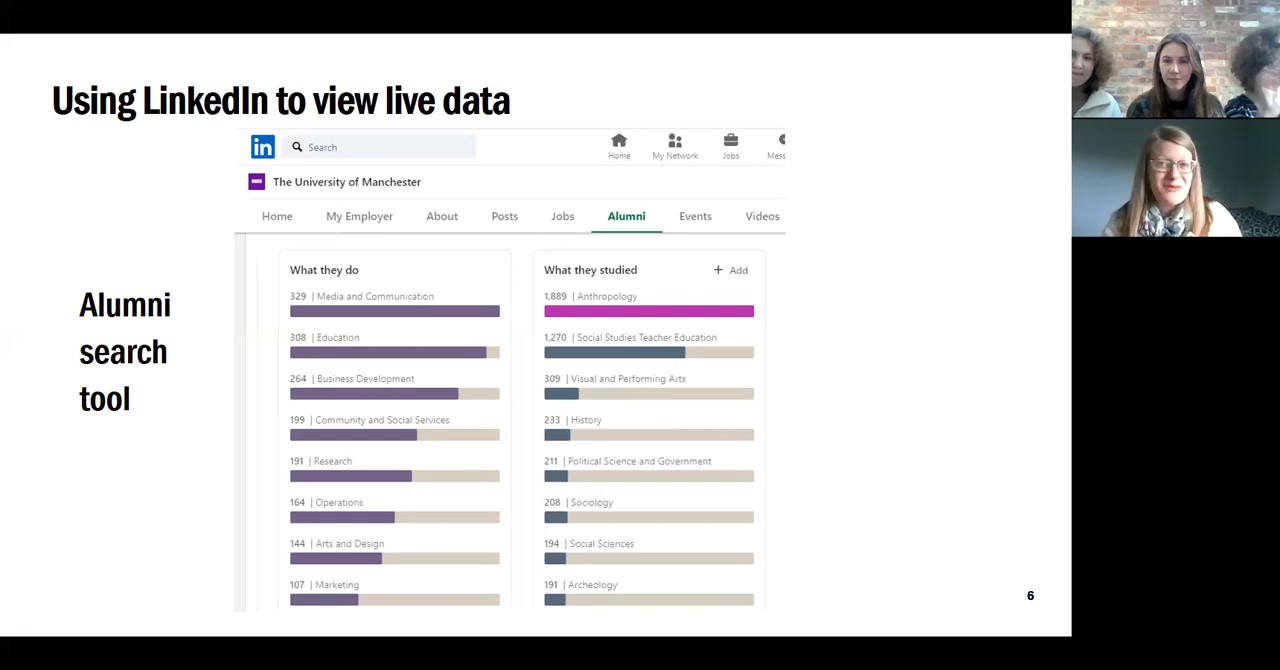 Using LinkedIn to view live data
in
Search
Home
My Network
Jobs
Mess
The University of Manchester
Home
My Employer
About
Posts
Jobs
Alumni
Events
Videos
Alumni
search
tool
What they do
329 | Media and Communication
308 | Education
264 | Business Development
199 | Community and Social Services
191 | Research
164 | Operations
144 | Arts and Design
107 | Marketing
What they studied
+ Add
1,889 | Anthropology
1,270 | Social Studies Teacher Education
309 | Visual and Performing Arts
233 | History
211 | Political Science and Government
208 | Sociology
194 | Social Sciences
191 | Archeology
6